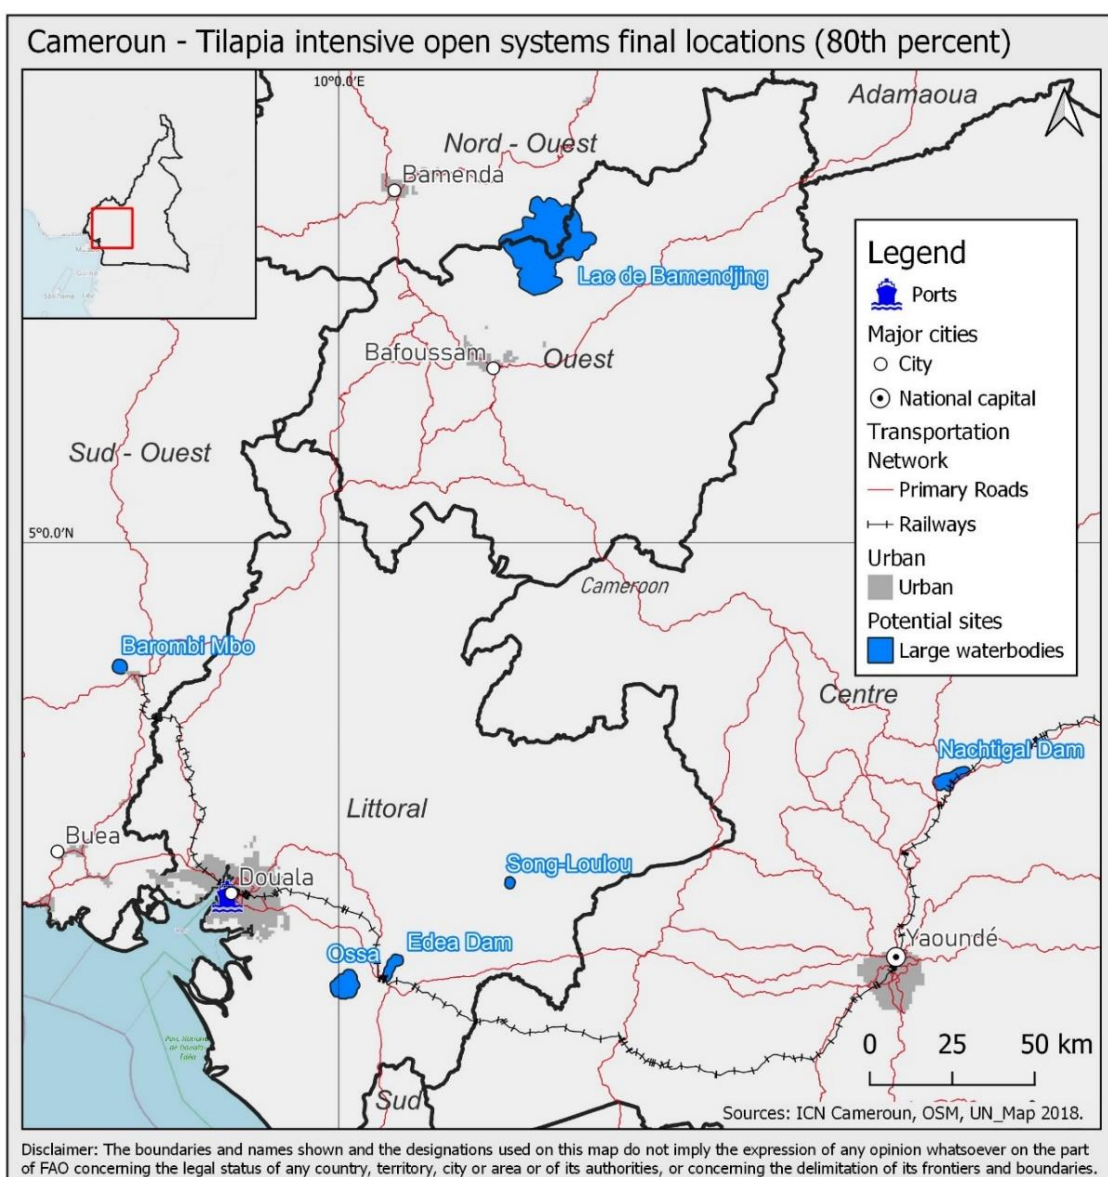 Cameroun - Tilapia intensive open systems final locations (80th percent)
10°0.0'E
Adamaoua
Nord - Ouest
Bamenda
Lac de Bamendjing
Legend
Ports
Major cities
City
National capital
Transportation
Network
Primary Roads
Railways
Urban
Urban
Potential sites
Large waterbodies
Bafoussam
Ouest
Sud - Ouest
5°0.0'N
Cameroon
Barombi Mbo
Centre
Nachtigal Dam
Littoral
Buea
Song-Loulou
Douala
Edea Dam
Ossa
Yaoundé
Parc National
de Douala-
Edéa
0 25 50 km
Sud
Sources: ICN Cameroun, OSM, UN_Map 2018.
Disclaimer: The boundaries and names shown and the designations used on this map do not imply the expression of any opinion whatsoever on the part
of FAO concerning the legal status of any country, territory, city or area or of its authorities, or concerning the delimitation of its frontiers and boundaries.